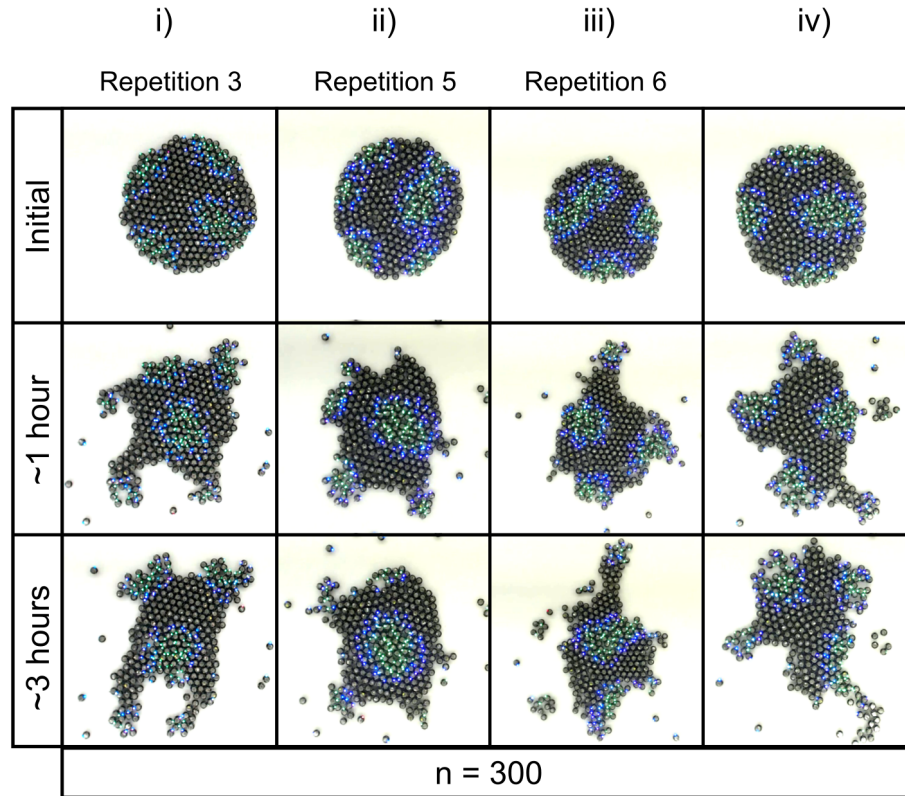 i) ii) iii) iv)
Repetition 3 Repetition 5 Repetition 6
Initial
~1 hour
~3 hours
n = 300